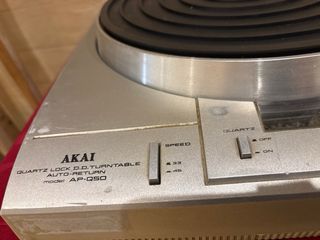 AKAI
QUARTZ LOCK D.D. TURNTABLE
AUTO-RETURN
model AP-Q50
SPEED
33
45
QUARTZ
OFF
ON